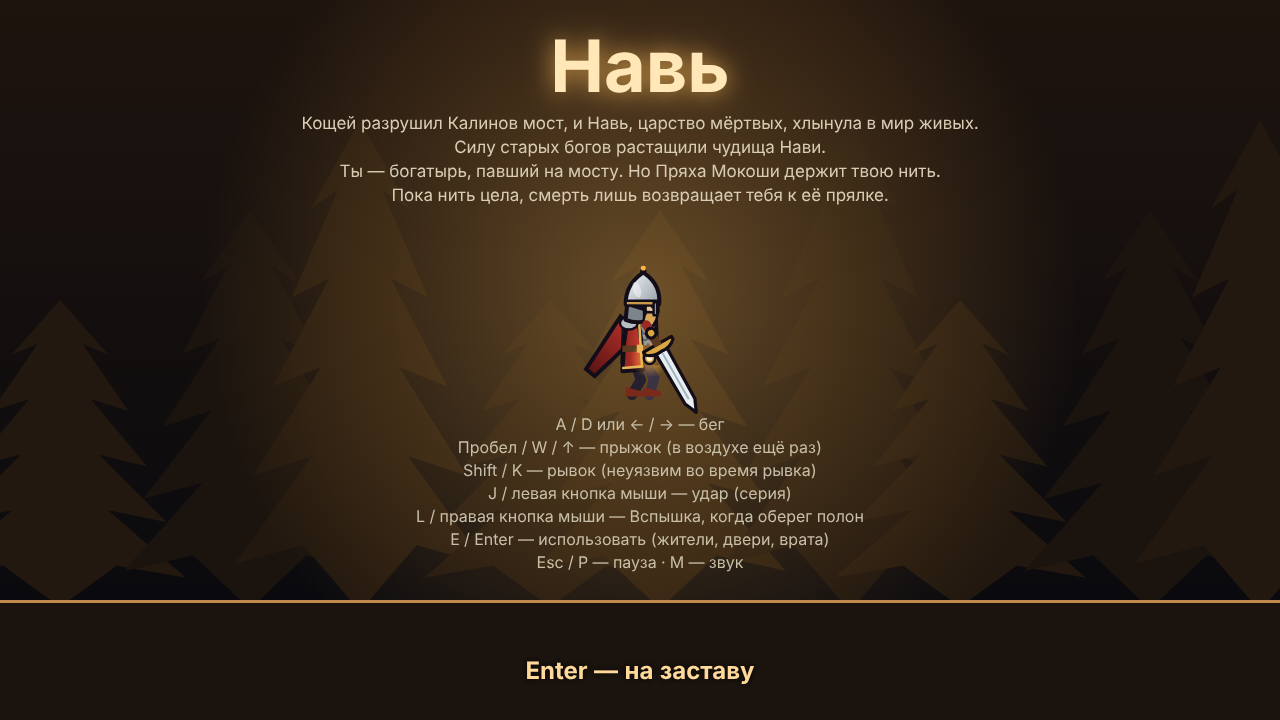 Навь
Кощей разрушил Калинов мост, и Навь, царство мёртвых, хлынула в мир живых.
Силу старых богов растащили чудища Нави.
Ты — богатырь, павший на мосту. Но Пряха Мокоши держит твою нить.
Пока нить цела, смерть лишь возвращает тебя к её прялке.
A / D или ← / → — бег
Пробел / W / ↑ — прыжок (в воздухе ещё раз)
Shift / K — рывок (неуязвим во время рывка)
J / левая кнопка мыши — удар (серия)
L / правая кнопка мыши — Вспышка, когда оберег полон
E / Enter — использовать (жители, двери, врата)
Esc / P — пауза · M — звук
Enter — на заставу